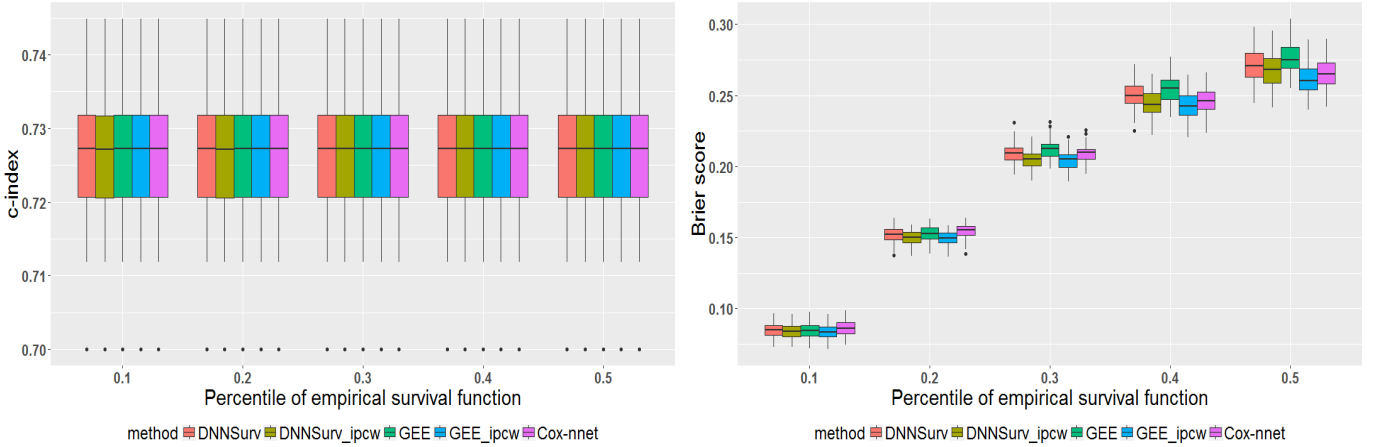 c-index
0.74
0.73
0.72
0.71
0.70
0.1 0.2 0.3 0.4 0.5
Percentile of empirical survival function
method DNNSurv DNNSurv_ipcw GEE GEE_ipcw Cox-nnet
Brier score
0.30
0.25
0.20
0.15
0.10
0.1 0.2 0.3 0.4 0.5
Percentile of empirical survival function
method DNNSurv DNNSurv_ipcw GEE GEE_ipcw Cox-nnet